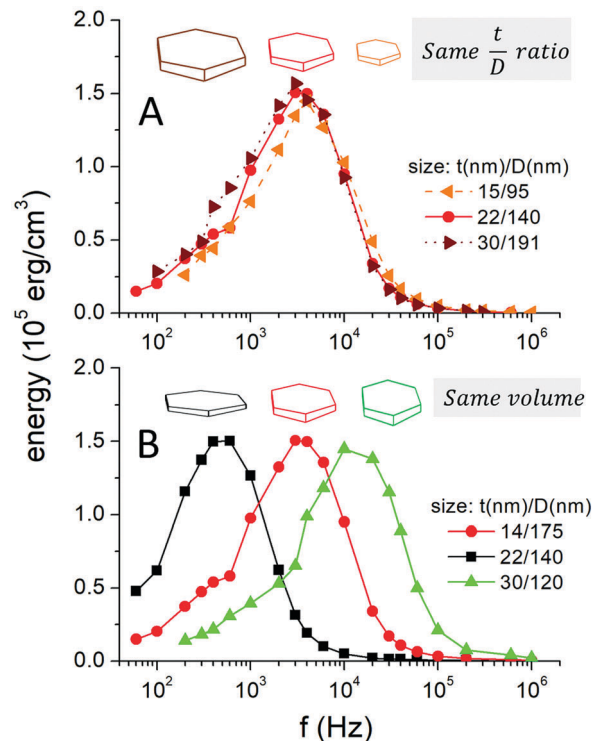 Same t/D ratio
A
size: t(nm)/D(nm)
15/95
22/140
30/191
2.0
1.5
1.0
0.5
0.0
10² 10³ 10⁴ 10⁵ 10⁶
energy (10⁵ erg/cm³)
Same volume
B
size: t(nm)/D(nm)
14/175
22/140
30/120
2.0
1.5
1.0
0.5
0.0
10² 10³ 10⁴ 10⁵ 10⁶
f (Hz)